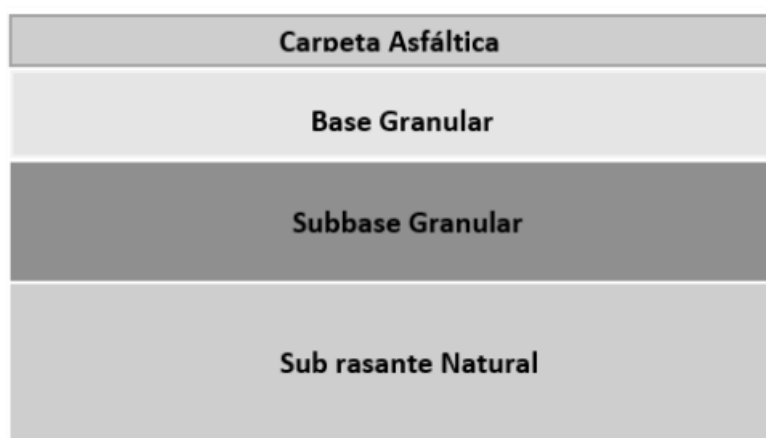 Carpeta Asfáltica
Base Granular
Subbase Granular
Sub rasante Natural